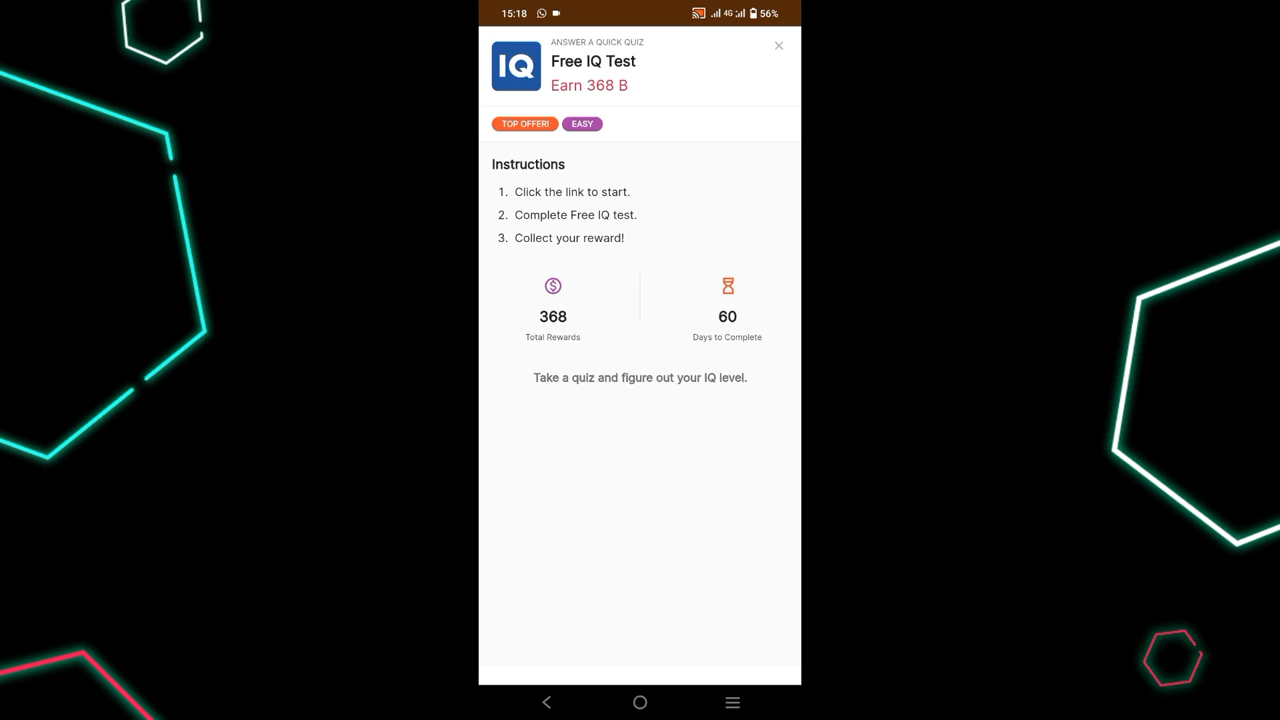 15:18 4G 56%
ANSWER A QUICK QUIZ
IQ
Free IQ Test
Earn 368 B
TOP OFFER! EASY
Instructions
1. Click the link to start.
2. Complete Free IQ test.
3. Collect your reward!
368 60
Total Rewards Days to Complete
Take a quiz and figure out your IQ level.